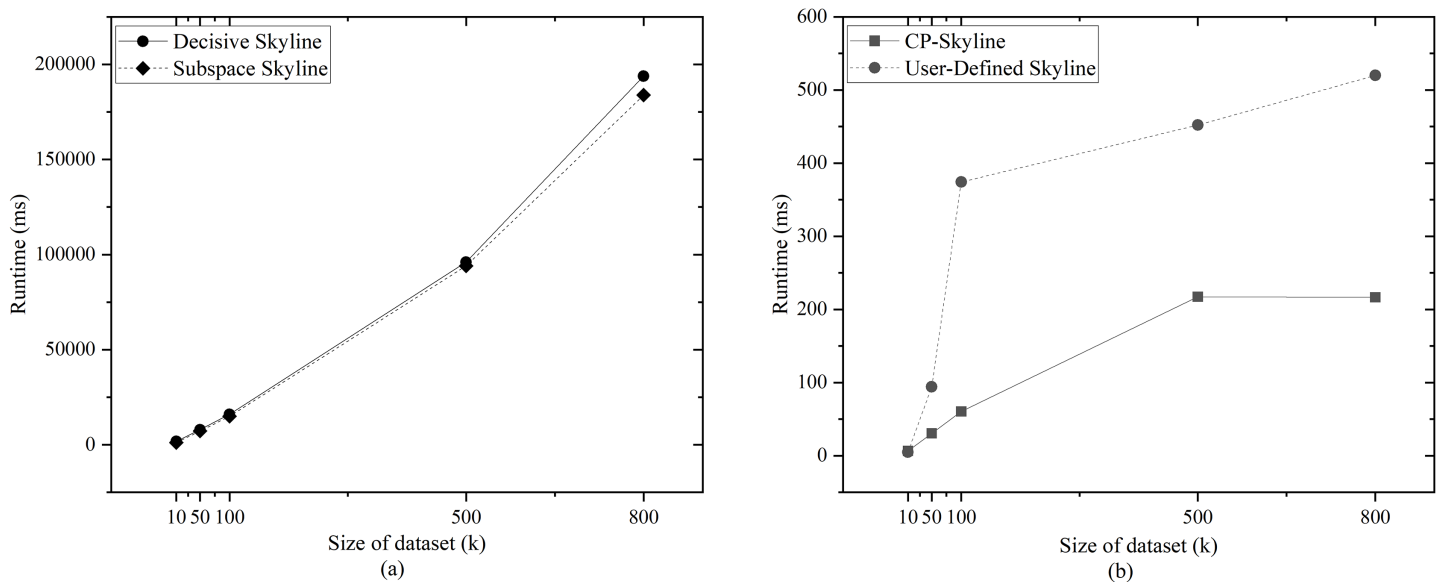 Decisive Skyline
Subspace Skyline
200000
150000
100000
50000
0
Runtime (ms)
10 50 100 500 800
Size of dataset (k)
(a)
CP-Skyline
User-Defined Skyline
600
500
400
300
200
100
0
Runtime (ms)
10 50 100 500 800
Size of dataset (k)
(b)